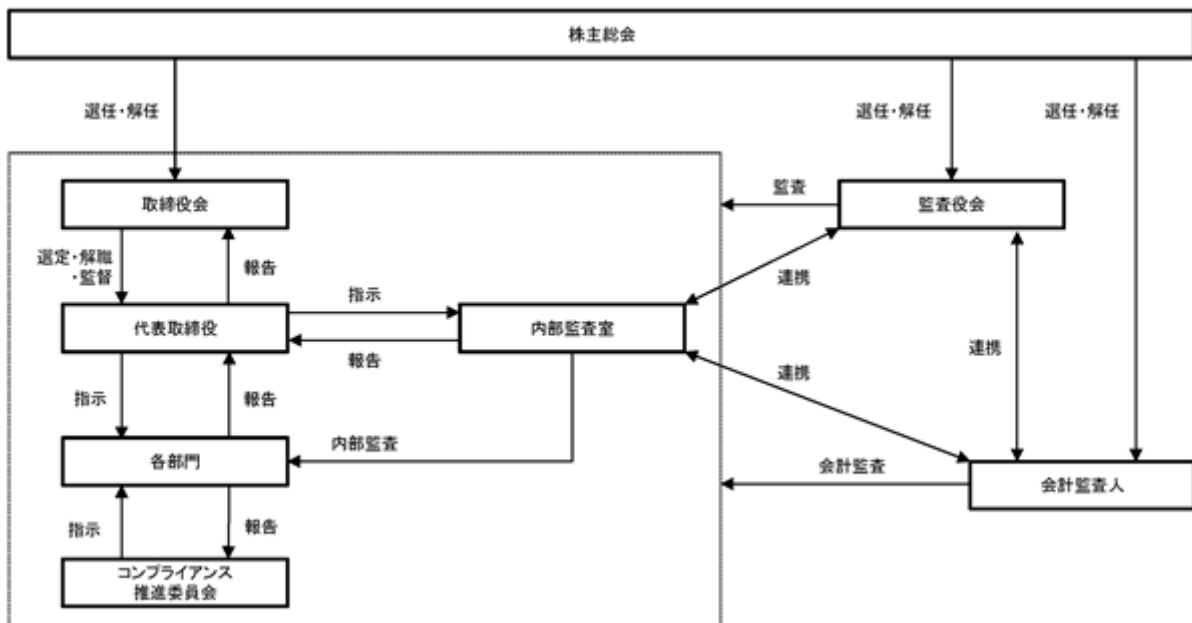 株主総会
選任・解任
選任・解任
選任・解任
取締役会
監査
監査役会
選定・解職
・監督
報告
連携
指示
代表取締役
内部監査室
報告
連携
連携
指示
報告
内部監査
各部門
会計監査
会計監査人
指示
報告
コンプライアンス
推進委員会